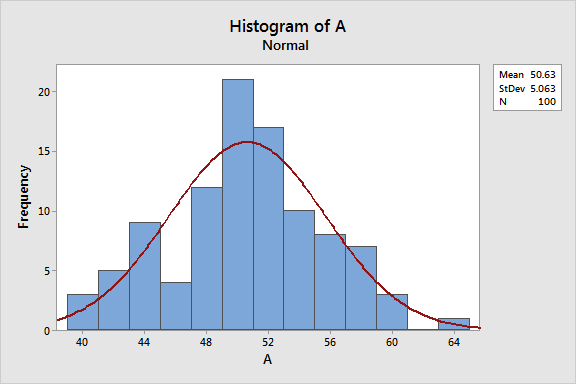 Histogram of A
Normal
Mean 50.63
StDev 5.063
N 100
Frequency
20
15
10
5
0
40 44 48 52 56 60 64
A